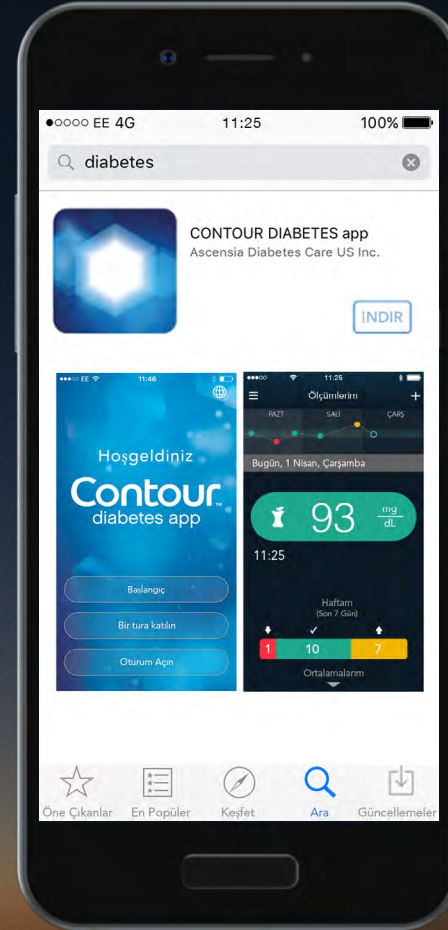 EE 4G 11:25 100%
diabetes
CONTOUR DIABETES app
Ascensia Diabetes Care US Inc.
INDIR
EE 11:46
Hoşgeldiniz
Contour™
diabetes app
Başlangıç
Bir tura katılın
Oturum Açın
11:25
Ölçümlerim
PAZT SALI ÇARŞ
Bugün, 1 Nisan, Çarşamba
93 mg/dL
11:25
Haftam
(Son 7 Gün)
1 10 7
Ortalamalarım
Öne Çıkanlar En Popüler Keşfet Ara Güncellemeler